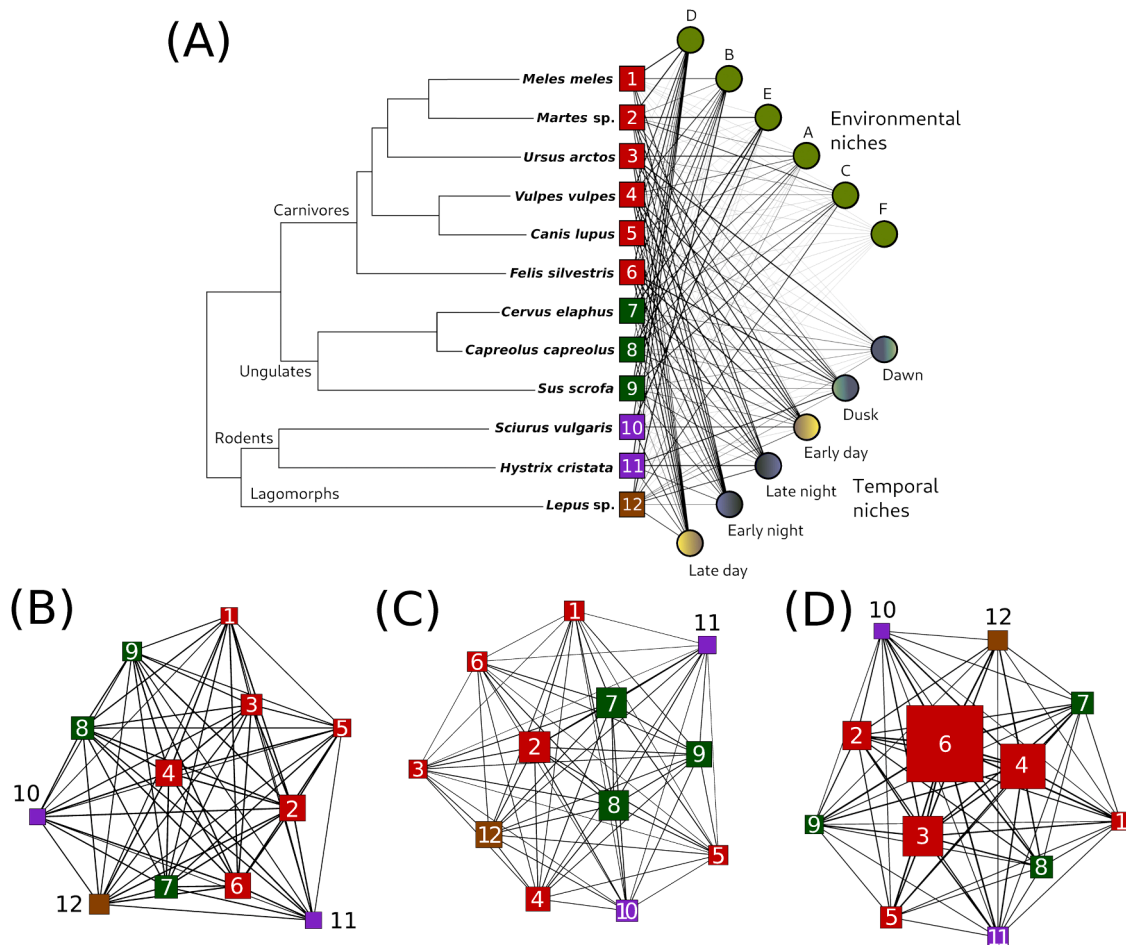 (A)
D
B
E
A
C
F
Environmental
niches
Meles meles
1
Martes sp.
2
Ursus arctos
3
Vulpes vulpes
4
Canis lupus
5
Felis silvestris
6
Cervus elaphus
7
Capreolus capreolus
8
Sus scrofa
9
Sciurus vulgaris
10
Hystrix cristata
11
Lepus sp.
12
Carnivores
Ungulates
Rodents
Lagomorphs
Dawn
Dusk
Early day
Late night
Early night
Late day
Temporal
niches
(B)
1
9
3
8
5
4
10
2
7
6
12
11
(C)
1
11
6
7
2
9
3
8
12
5
4
10
(D)
10
12
7
2
6
4
9
3
1
8
5
11